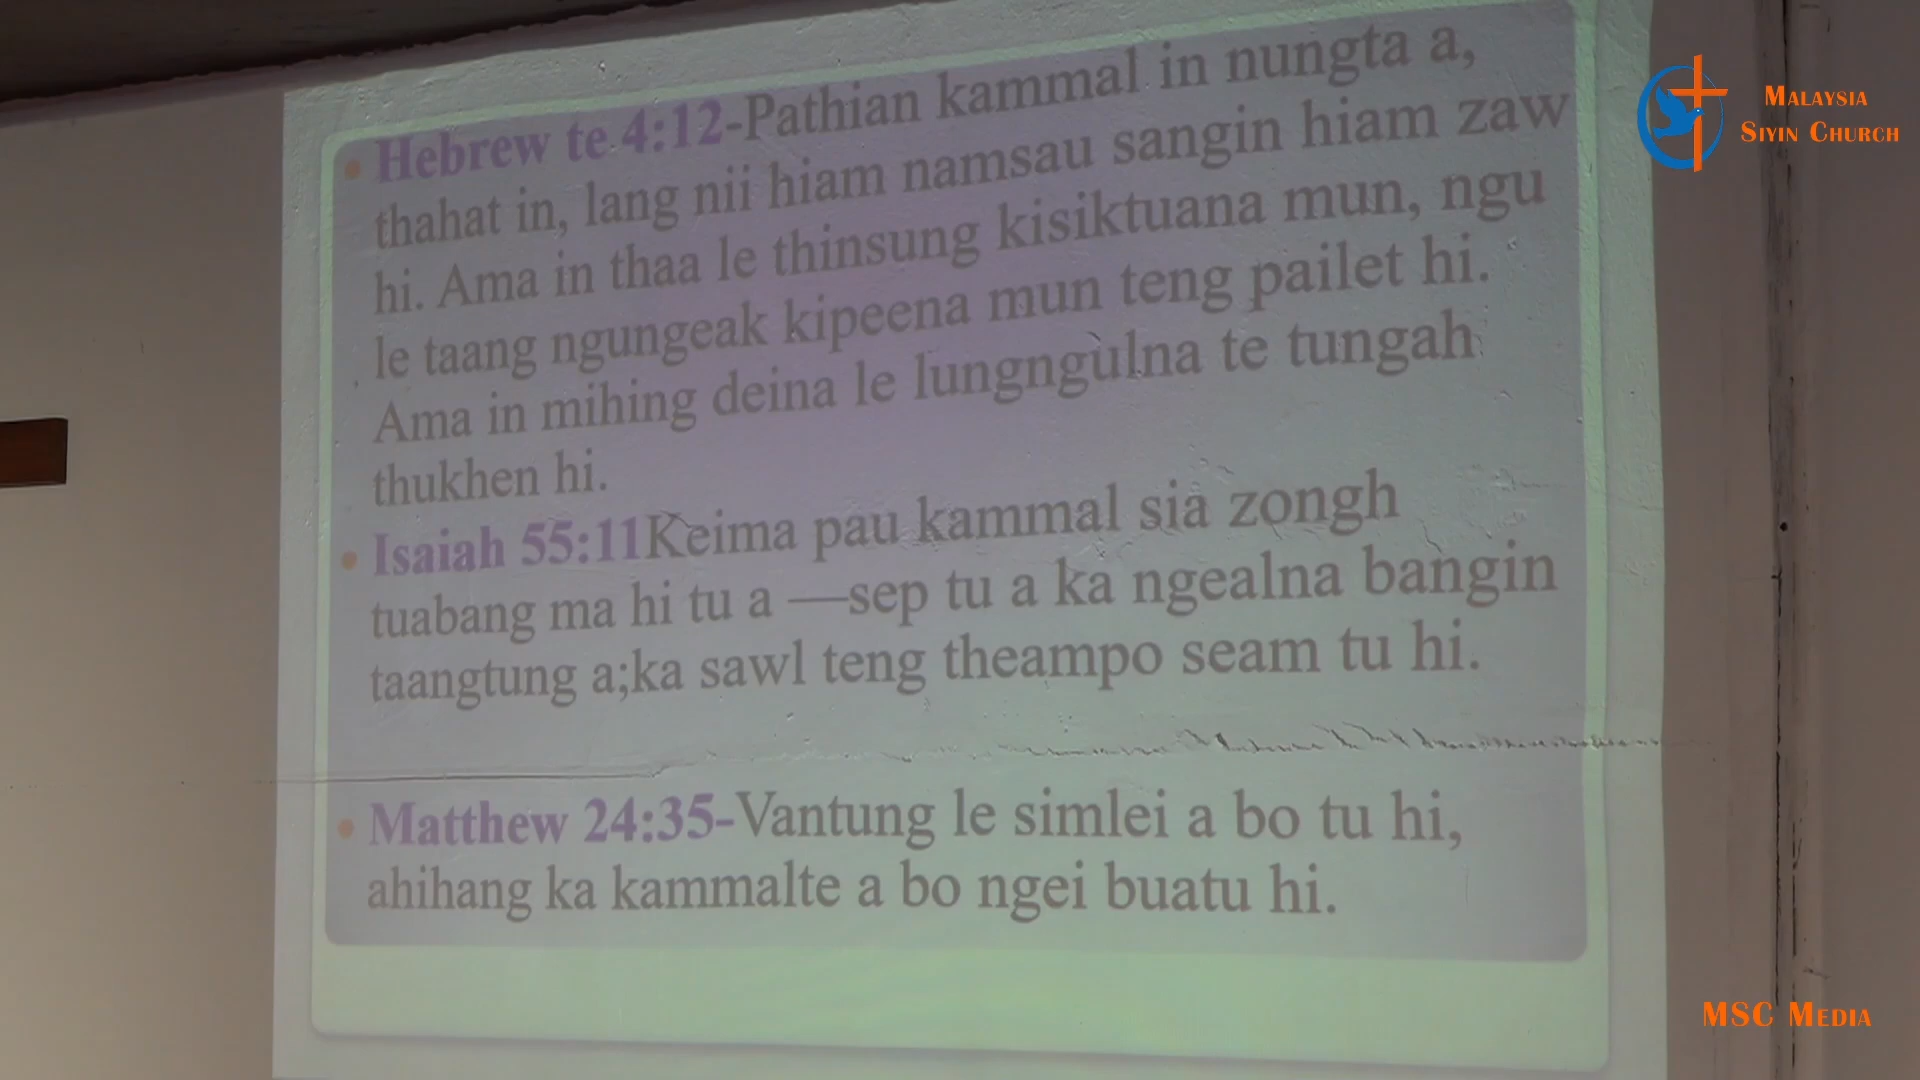 • Hebrew te 4:12-Pathian kammal in nungta a,
thahat in, lang nii hiam namsau sangin hiam zaw
hi. Ama in thaa le thinsung kisiktuana mun, ngu
le taang ngungeak kipeena mun teng pailet hi.
Ama in mihing deina le lungngulna te tungah
thukhen hi.
• Isaiah 55:11Keima pau kammal sia zongh
tuabang ma hi tu a —sep tu a ka ngealna bangin
taangtung a;ka sawl teng theampo seam tu hi.
• Matthew 24:35-Vantung le simlei a bo tu hi,
ahihang ka kammalte a bo ngei buatu hi.
Malaysia
Siyin Church
MSC Media